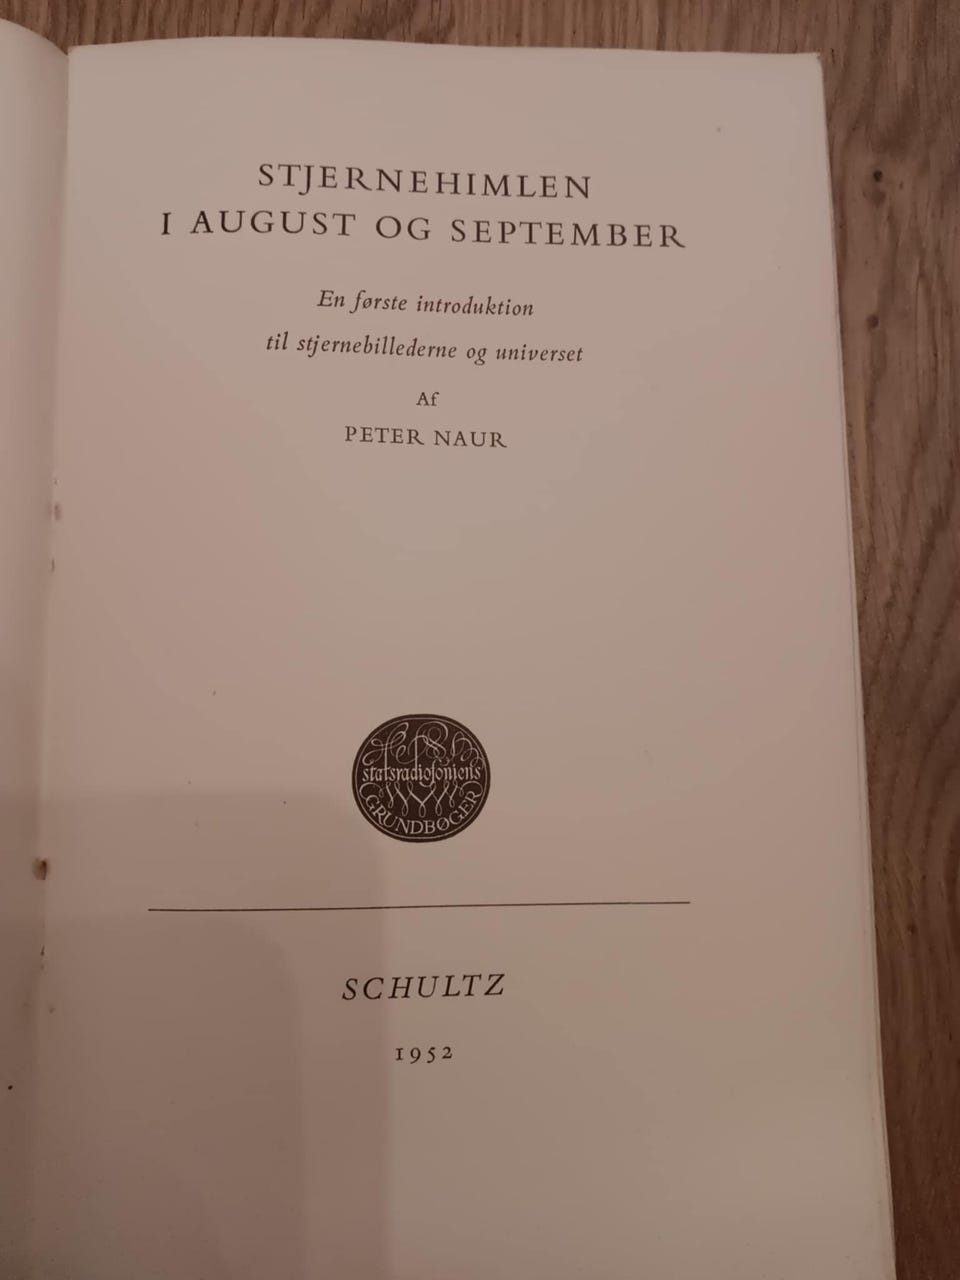 STJERNEHIMLEN
I AUGUST OG SEPTEMBER
En første introduktion
til stjernebillederne og universet
Af
PETER NAUR
statsradiofoniens
GRUNDBØGER
SCHULTZ
1952